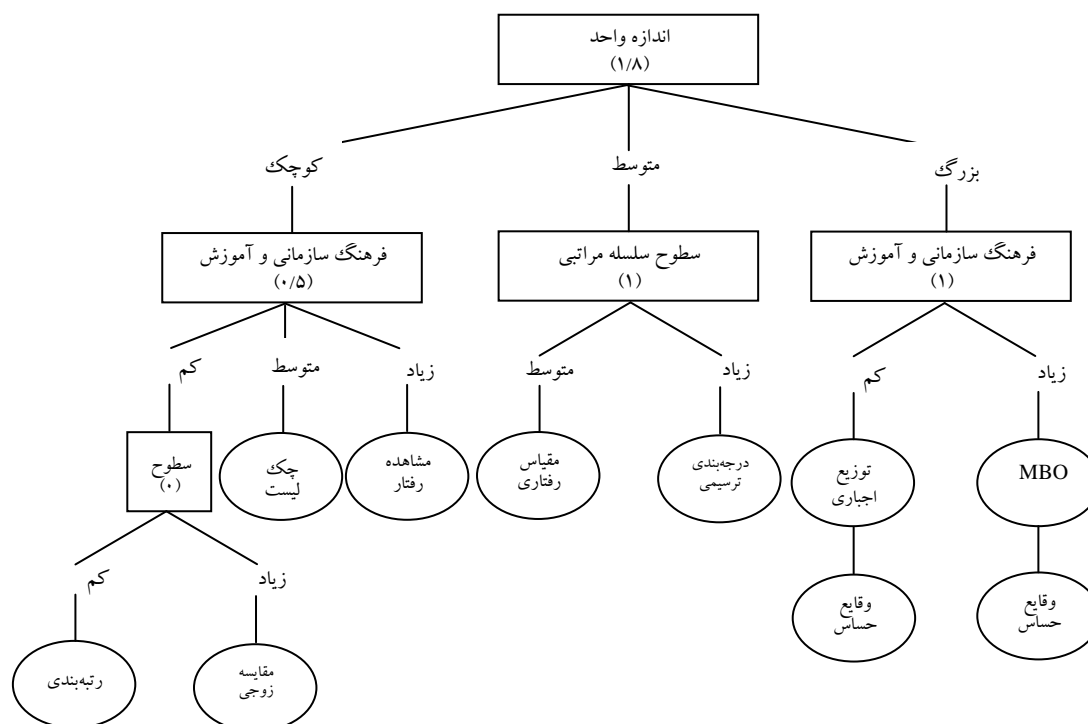 اندازه واحد
(۱/۸)
بزرگ
متوسط
کوچک
فرهنگ سازمانی و آموزش
(۱)
سطوح سلسله مراتبی
(۱)
فرهنگ سازمانی و آموزش
(۰/۵)
زیاد
کم
زیاد
متوسط
زیاد
متوسط
کم
MBO
توزیع
اجباری
درجه‌بندی
ترسیمی
مقیاس
رفتاری
مشاهده
رفتار
چک
لیست
سطوح
(۰)
وقایع
حساس
وقایع
حساس
زیاد
کم
مقایسه
زوجی
رتبه‌بندی